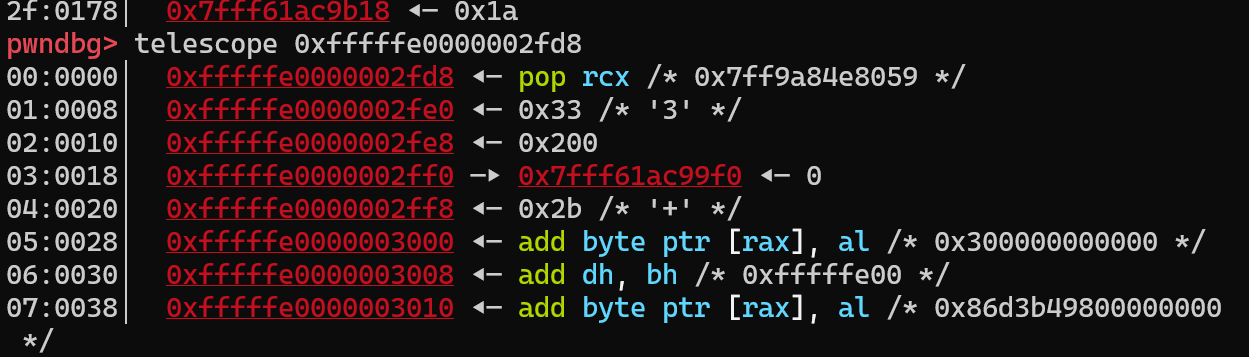 2f:0178│ 0x7fff61ac9b18 ◂— 0x1a
pwndbg> telescope 0xfffffe0000002fd8
00:0000│ 0xfffffe0000002fd8 ◂— pop rcx /* 0x7ff9a84e8059 */
01:0008│ 0xfffffe0000002fe0 ◂— 0x33 /* '3' */
02:0010│ 0xfffffe0000002fe8 ◂— 0x200
03:0018│ 0xfffffe0000002ff0 —▸ 0x7fff61ac99f0 ◂— 0
04:0020│ 0xfffffe0000002ff8 ◂— 0x2b /* '+' */
05:0028│ 0xfffffe0000003000 ◂— add byte ptr [rax], al /* 0x300000000000 */
06:0030│ 0xfffffe0000003008 ◂— add dh, bh /* 0xfffffe00 */
07:0038│ 0xfffffe0000003010 ◂— add byte ptr [rax], al /* 0x86d3b49800000000
*/